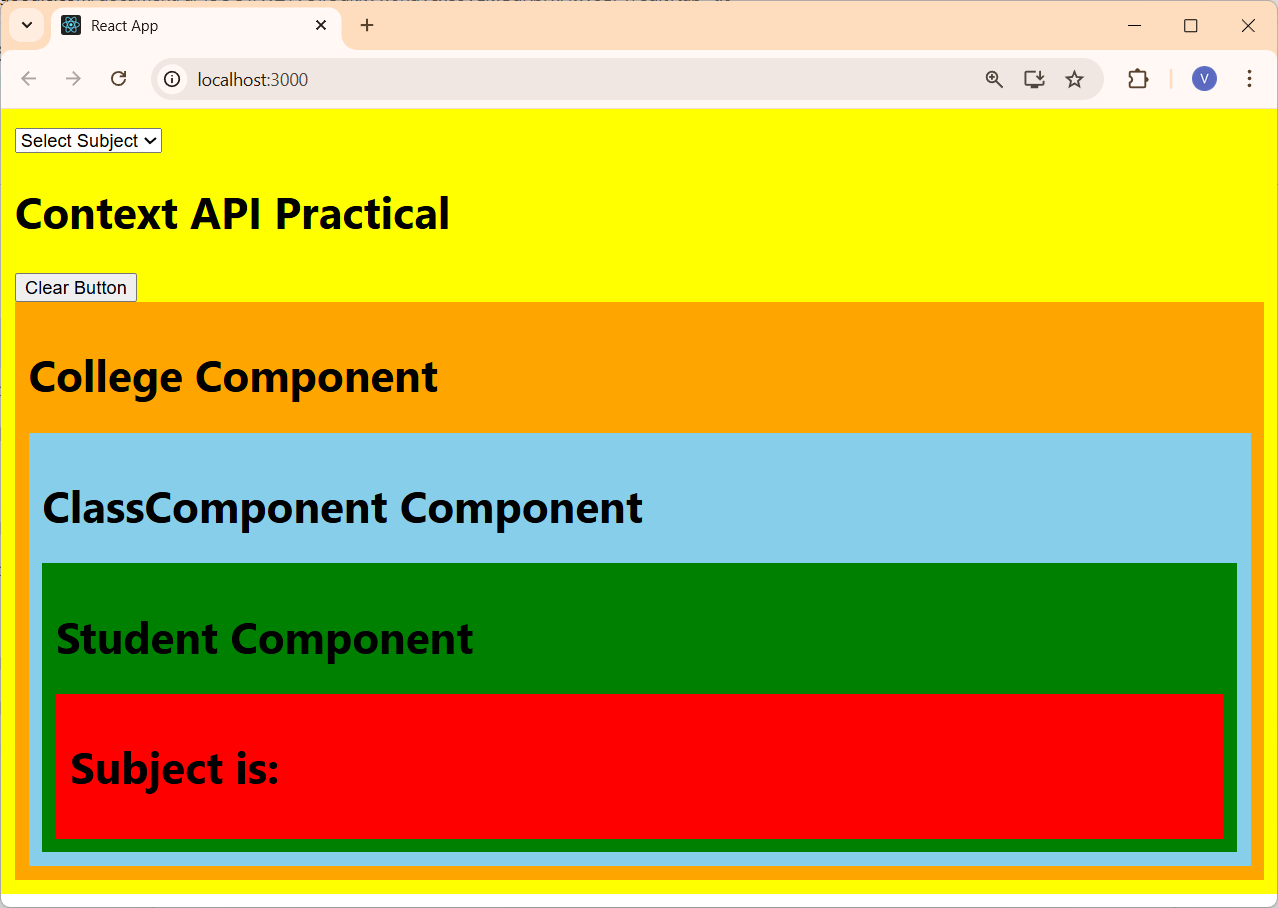 React App
localhost:3000
V
Select Subject
Context API Practical
Clear Button
College Component
ClassComponent Component
Student Component
Subject is: